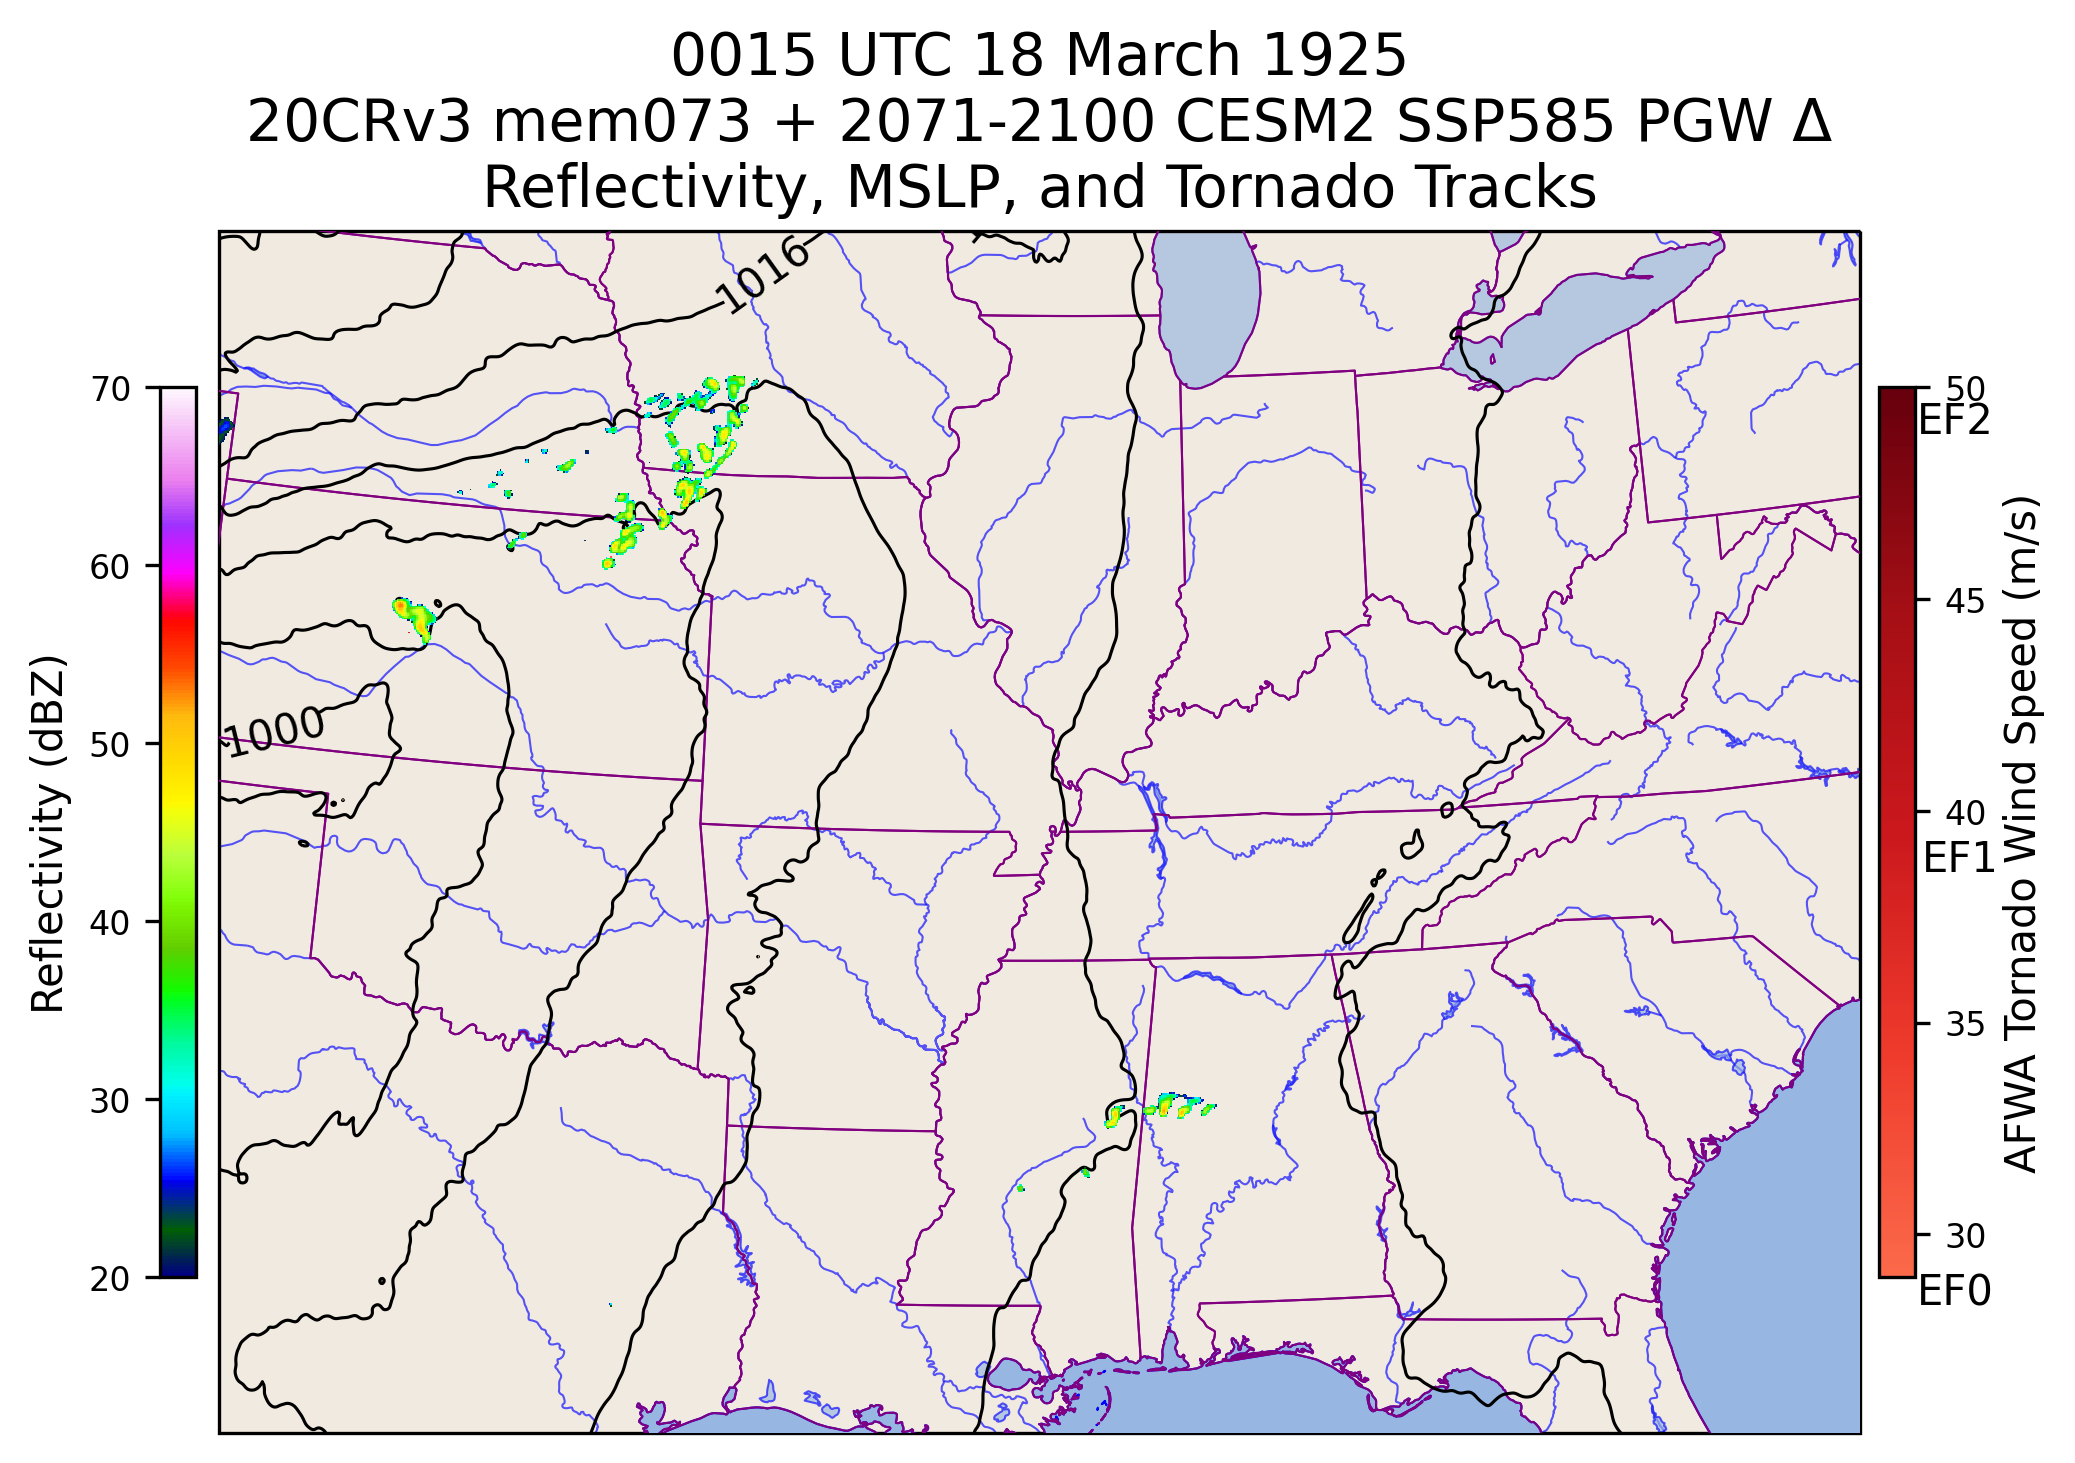 0015 UTC 18 March 1925
20CRv3 mem073 + 2071-2100 CESM2 SSP585 PGW Δ
Reflectivity, MSLP, and Tornado Tracks
1016
1000
70
60
50
40
30
20
Reflectivity (dBZ)
50
EF2
45
40
EF1
35
30
EF0
AFWA Tornado Wind Speed (m/s)